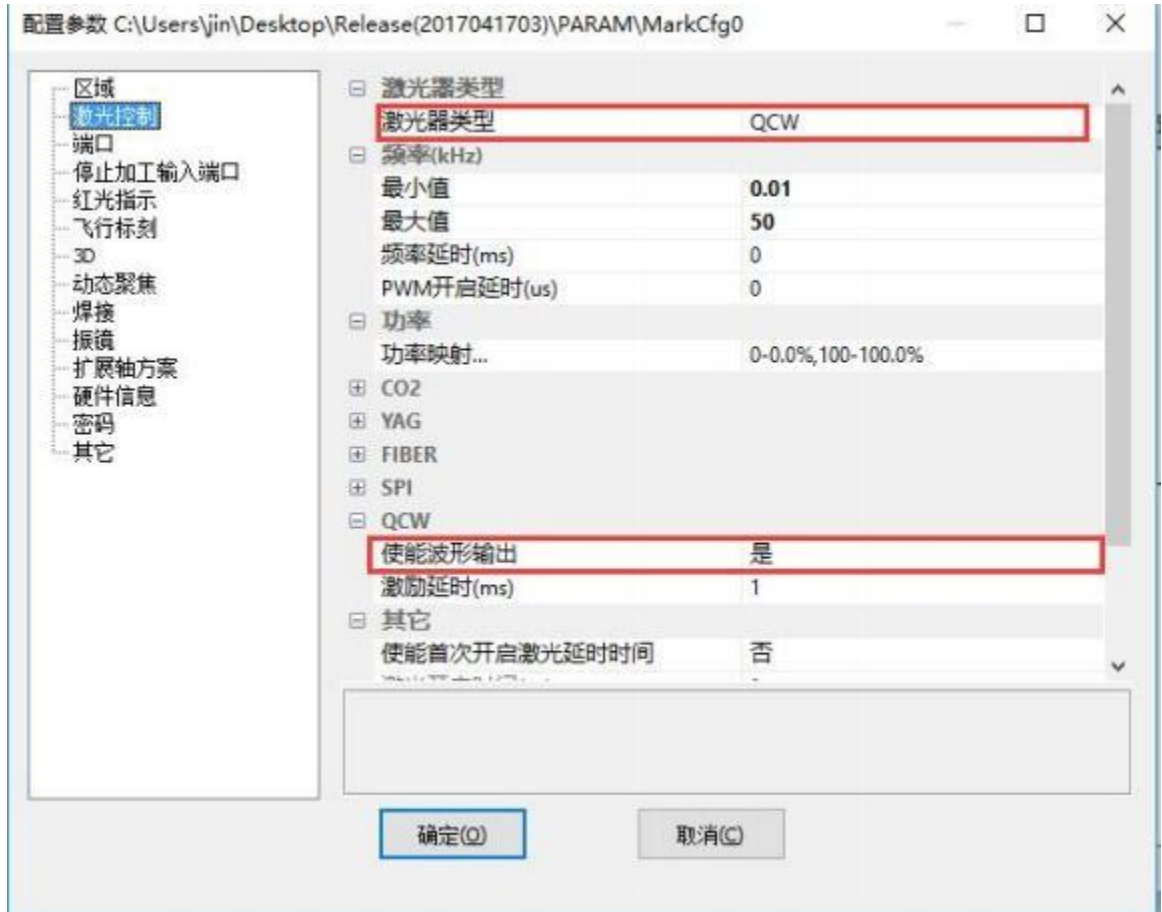 配置参数 C:\Users\jin\Desktop\Release(2017041703)\PARAM\MarkCfg0
区域
激光控制
端口
停止加工输入端口
红光指示
飞行标刻
3D
动态聚焦
焊接
振镜
扩展轴方案
硬件信息
密码
其它
激光器类型
激光器类型 QCW
频率(kHz)
最小值 0.01
最大值 50
频率延时(ms) 0
PWM开启延时(us) 0
功率
功率映射... 0-0.0%,100-100.0%
CO2
YAG
FIBER
SPI
QCW
使能波形输出 是
激励延时(ms) 1
其它
使能首次开启激光延时时间 否
确定(O)
取消(C)